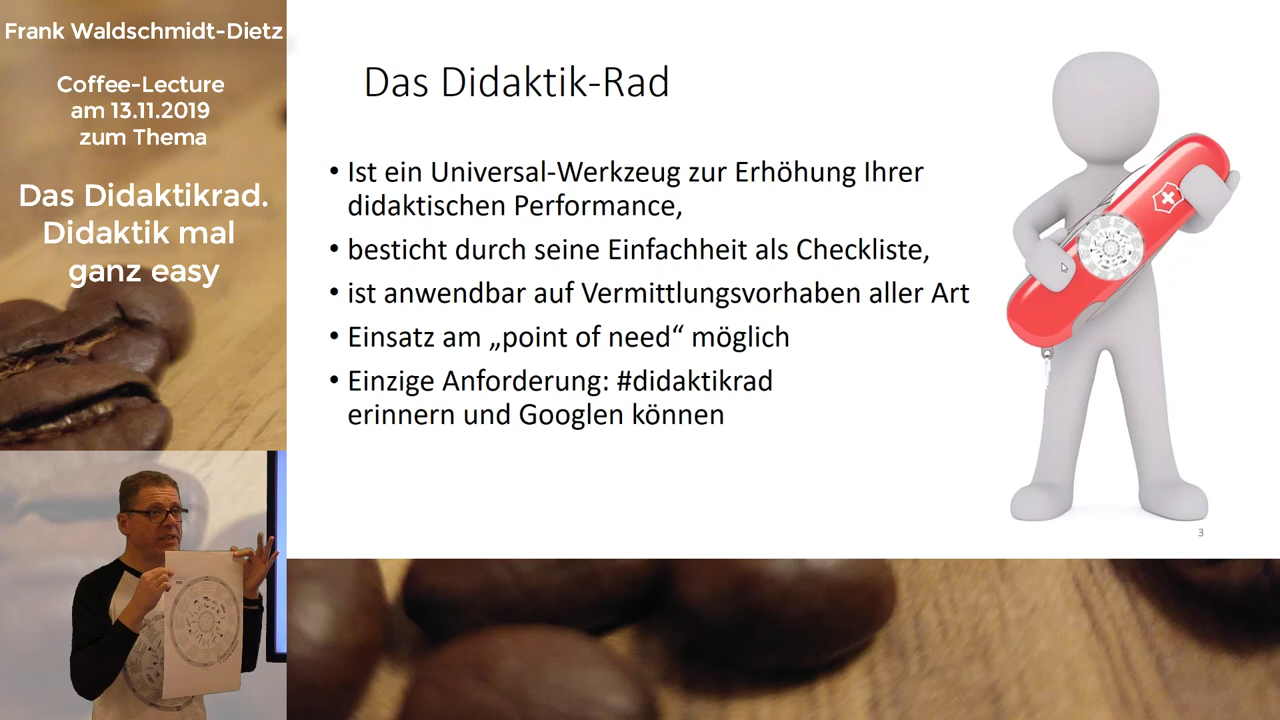 Frank Waldschmidt-Dietz
Coffee-Lecture
am 13.11.2019
zum Thema
Das Didaktikrad.
Didaktik mal
ganz easy
Das Didaktik-Rad
• Ist ein Universal-Werkzeug zur Erhöhung Ihrer
didaktischen Performance,
• besticht durch seine Einfachheit als Checkliste,
• ist anwendbar auf Vermittlungsvorhaben aller Art
• Einsatz am „point of need“ möglich
• Einzige Anforderung: #didaktikrad
erinnern und Googlen können
3